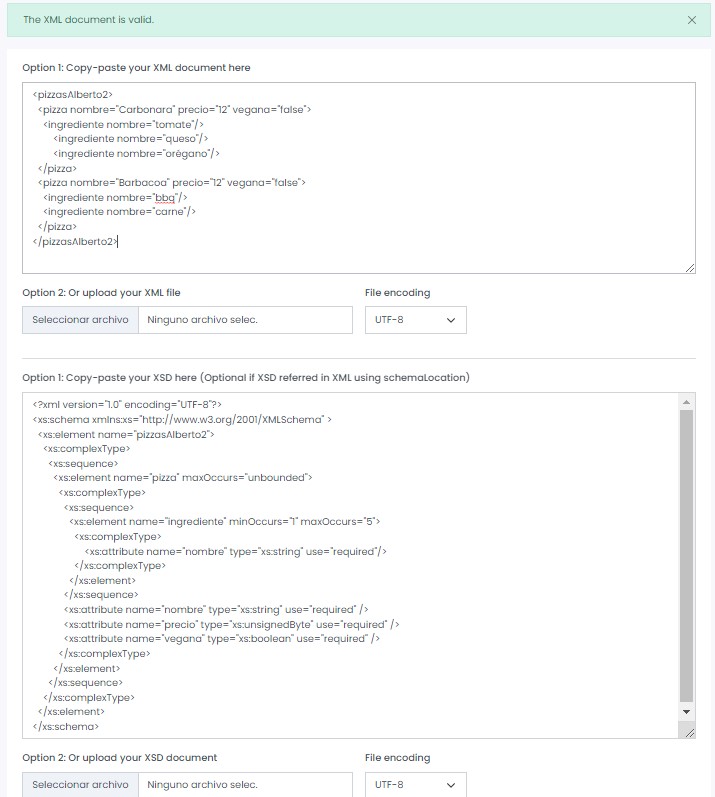 The XML document is valid.
Option 1: Copy-paste your XML document here
<pizzasAlberto2>
<pizza nombre="Carbonara" precio="12" vegana="false">
<ingrediente nombre="tomate"/>
<ingrediente nombre="queso"/>
<ingrediente nombre="orégano"/>
</pizza>
<pizza nombre="Barbacoa" precio="12" vegana="false">
<ingrediente nombre="bbq"/>
<ingrediente nombre="carne"/>
</pizza>
</pizzasAlberto2>
Option 2: Or upload your XML file File encoding
Seleccionar archivo Ninguno archivo selec. UTF-8
Option 1: Copy-paste your XSD here (Optional if XSD referred in XML using schemaLocation)
<?xml version="1.0" encoding="UTF-8"?>
<xs:schema xmlns:xs="http://www.w3.org/2001/XMLSchema" >
<xs:element name="pizzasAlberto2">
<xs:complexType>
<xs:sequence>
<xs:element name="pizza" maxOccurs="unbounded">
<xs:complexType>
<xs:sequence>
<xs:element name="ingrediente" minOccurs="1" maxOccurs="5">
<xs:complexType>
<xs:attribute name="nombre" type="xs:string" use="required"/>
</xs:complexType>
</xs:element>
</xs:sequence>
<xs:attribute name="nombre" type="xs:string" use="required" />
<xs:attribute name="precio" type="xs:unsignedByte" use="required" />
<xs:attribute name="vegana" type="xs:boolean" use="required" />
</xs:complexType>
</xs:element>
</xs:sequence>
</xs:complexType>
</xs:element>
</xs:schema>
Option 2: Or upload your XSD document File encoding
Seleccionar archivo Ninguno archivo selec. UTF-8